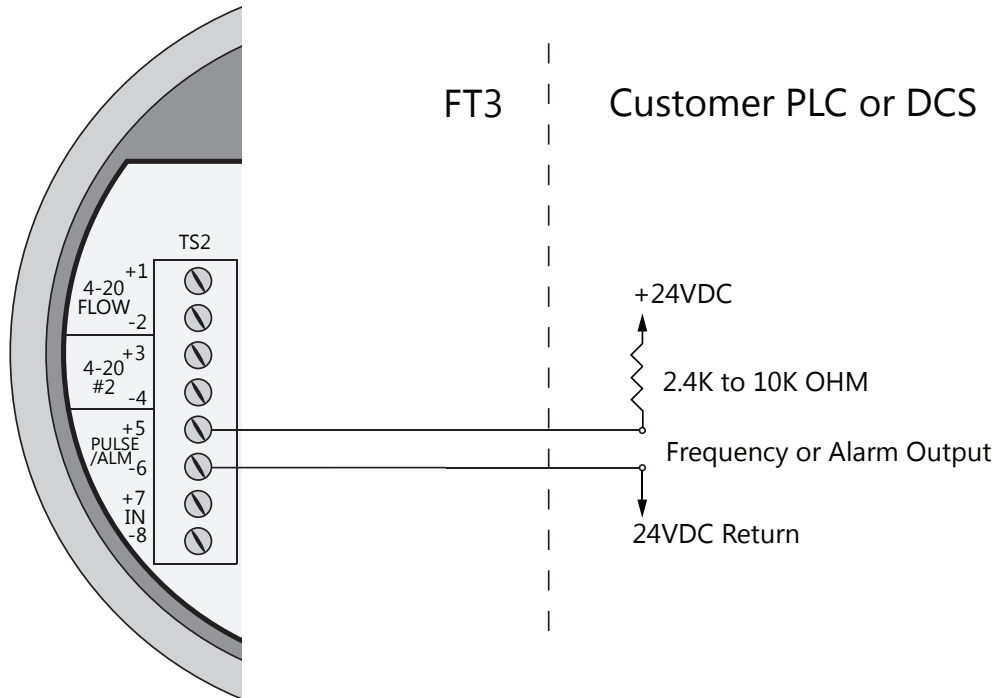 FT3
Customer PLC or DCS
TS2
+1
4-20
FLOW
-2
+3
4-20
#2
-4
+5
PULSE
/ALM
-6
+7
IN
-8
+24VDC
2.4K to 10K OHM
Frequency or Alarm Output
24VDC Return